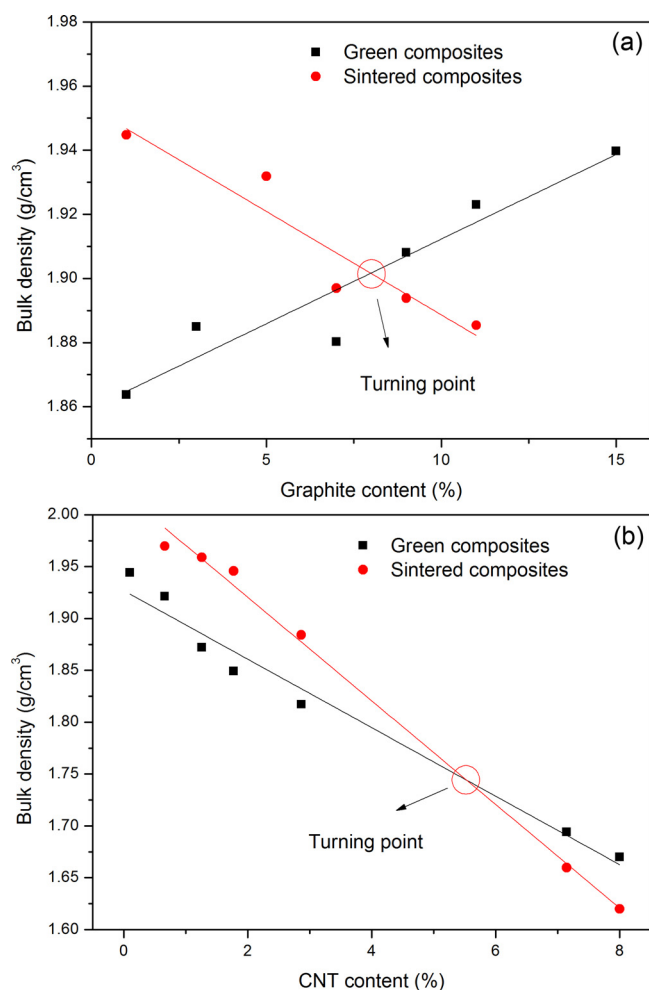 (a)
Green composites
Sintered composites
1.98
1.96
1.94
1.92
1.90
1.88
1.86
Bulk density (g/cm³)
Turning point
0 5 10 15
Graphite content (%)
(b)
Green composites
Sintered composites
2.00
1.95
1.90
1.85
1.80
1.75
1.70
1.65
1.60
Bulk density (g/cm³)
Turning point
0 2 4 6 8
CNT content (%)